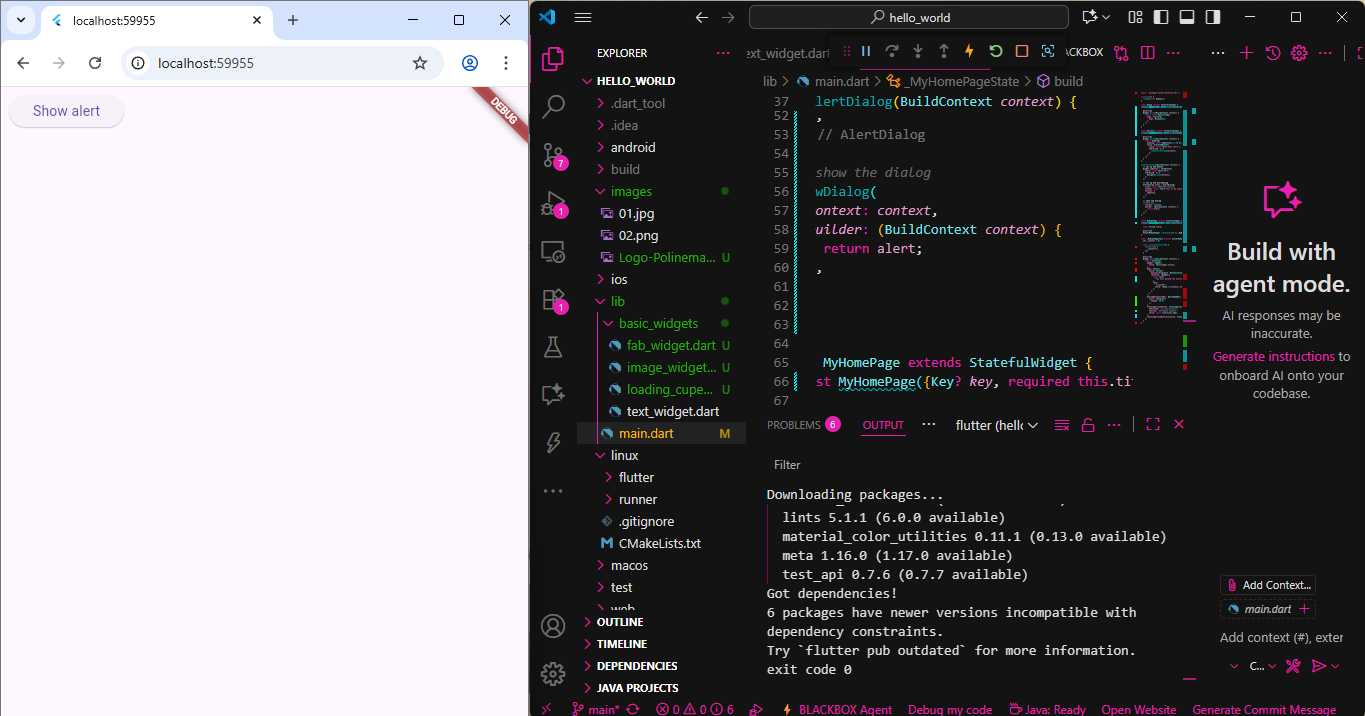 localhost:59955
localhost:59955
Show alert
DEBUG
hello_world
EXPLORER
HELLO_WORLD
.dart_tool
.idea
android
build
images
01.jpg
02.png
Logo-Polinema... U
ios
lib
basic_widgets
fab_widget.dart U
image_widget... U
loading_cupe... U
text_widget.dart
main.dart M
linux
flutter
runner
.gitignore
CMakeLists.txt
macos
test
web
OUTLINE
TIMELINE
DEPENDENCIES
JAVA PROJECTS
7
1
1
ext_widget.dart
ACKBOX
lib > main.dart > _MyHomePageState > build
37 lertDialog(BuildContext context) {
52 ,
53 // AlertDialog
54
55 show the dialog
56 wDialog(
57 ontext: context,
58 uilder: (BuildContext context) {
59 return alert;
60 ,
61
62
63
64
65 MyHomePage extends StatefulWidget {
66 st MyHomePage({Key? key, required this.ti
67
PROBLEMS 6 OUTPUT ... flutter (hello
Filter
Downloading packages...
lints 5.1.1 (6.0.0 available)
material_color_utilities 0.11.1 (0.13.0 available)
meta 1.16.0 (1.17.0 available)
test_api 0.7.6 (0.7.7 available)
Got dependencies!
6 packages have newer versions incompatible with
dependency constraints.
Try `flutter pub outdated` for more information.
exit code 0
Build with
agent mode.
AI responses may be
inaccurate.
Generate instructions to
onboard AI onto your
codebase.
Add Context...
main.dart +
Add context (#), exter
C...
main* 0 0 6 BLACKBOX Agent Debug my code Java: Ready Open Website Generate Commit Message